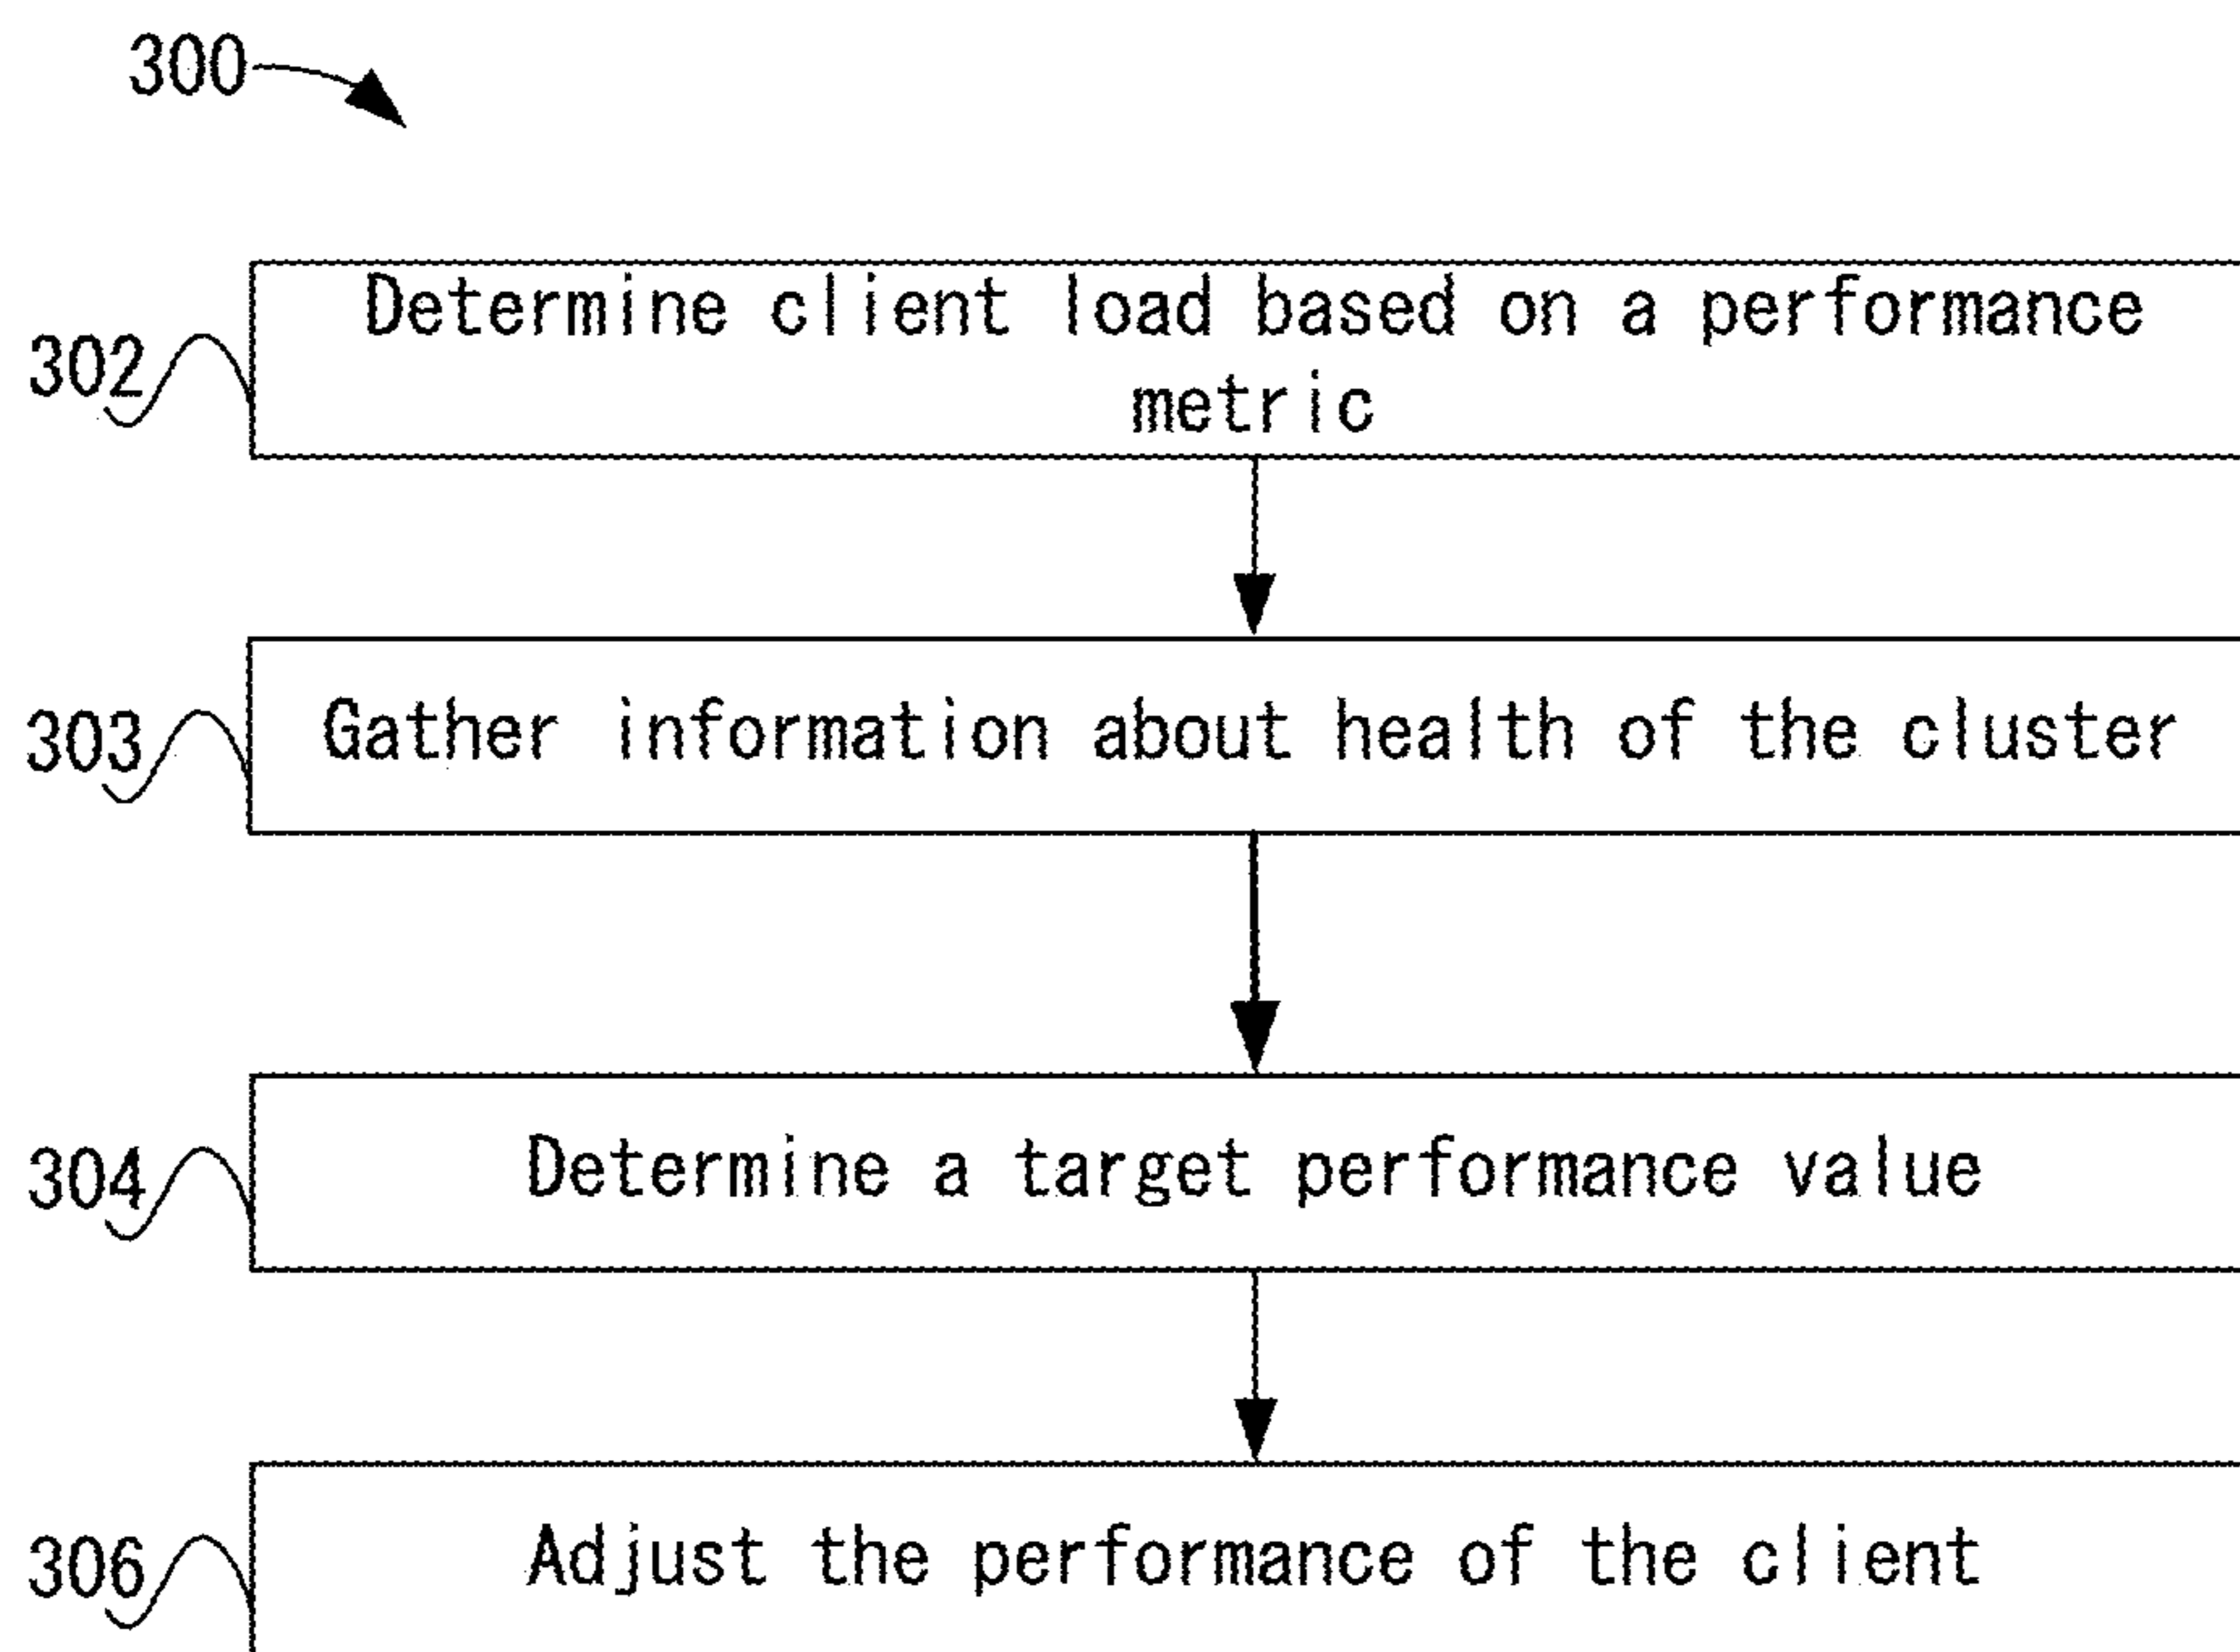 300
Determine client load based on a performance
metric
302
Gather information about health of the cluster
303
Determine a target performance value
304
Adjust the performance of the client
306